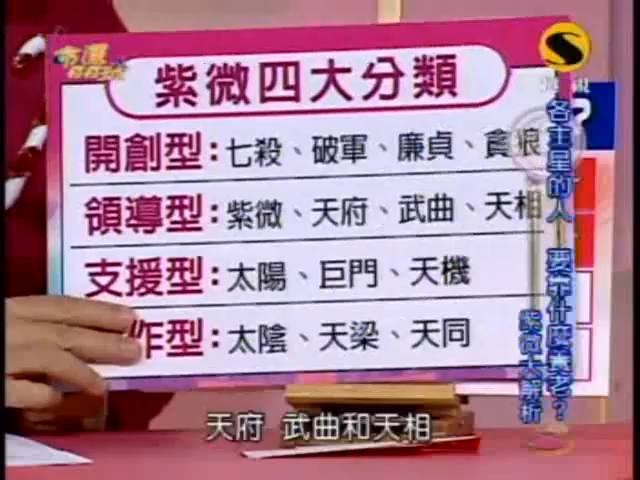 紫微四大分類
開創型:七殺、破軍、廉貞、貪狼
領導型:紫微、天府、武曲、天相
支援型:太陽、巨門、天機
作型:太陰、天梁、天同
各主星的人 要靠什麼養老?
紫微大解析
天府 武曲和天相